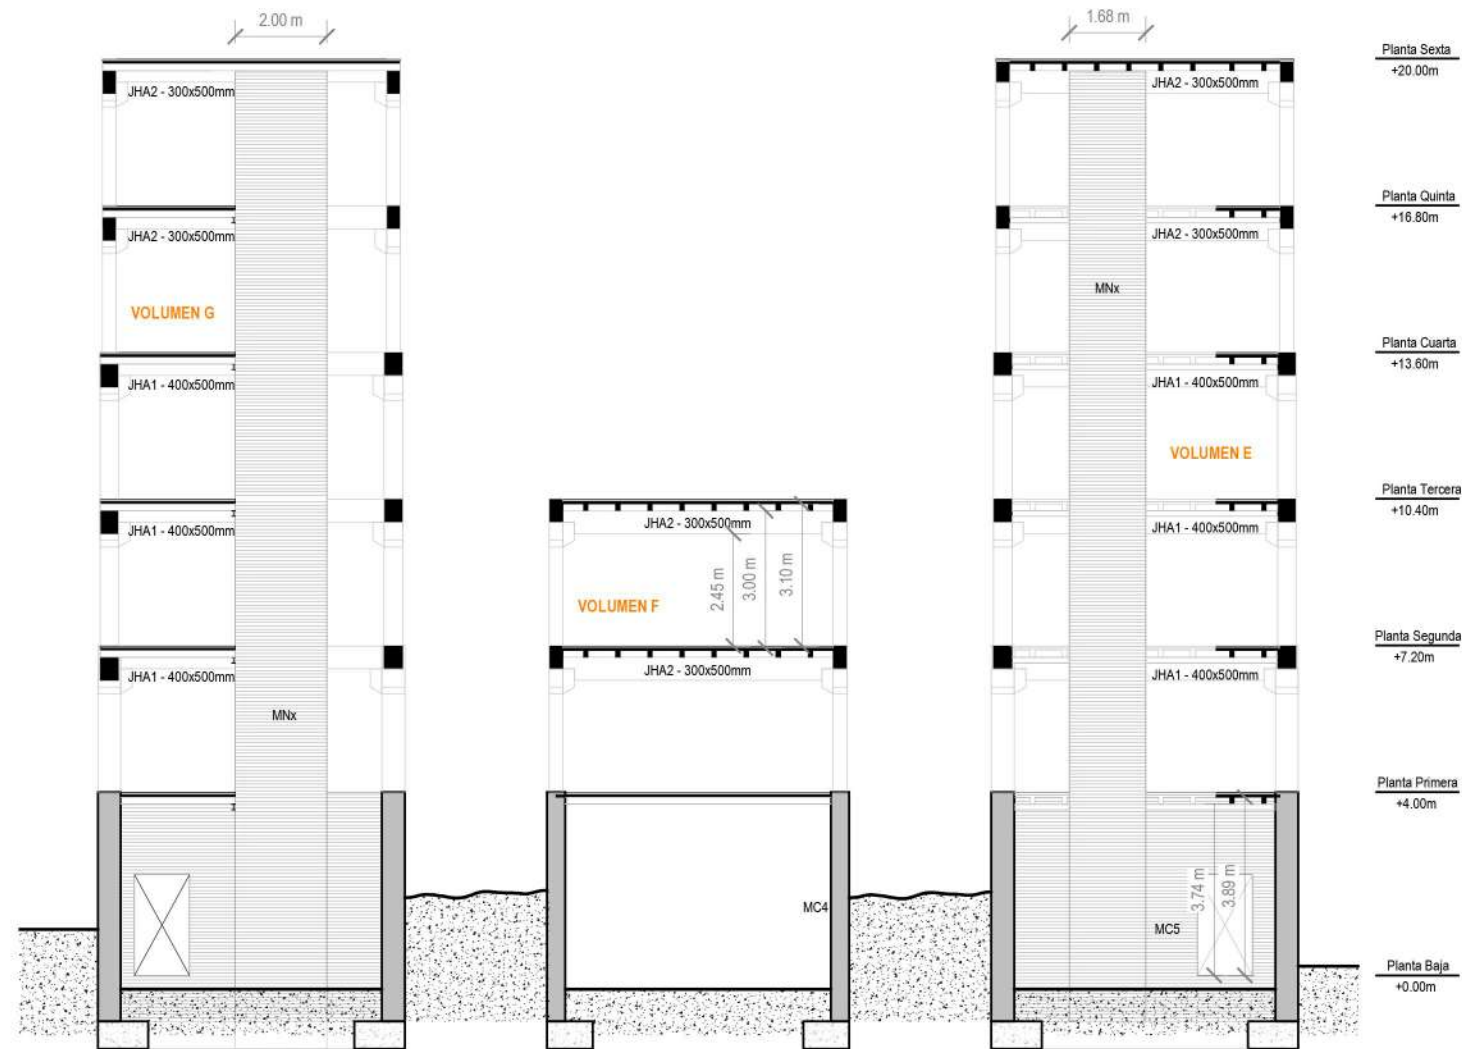 2.00 m
1.68 m
Planta Sexta
+20.00m
JHA2 - 300x500mm
JHA2 - 300x500mm
Planta Quinta
+16.80m
JHA2 - 300x500mm
JHA2 - 300x500mm
MNx
VOLUMEN G
Planta Cuarta
+13.60m
JHA1 - 400x500mm
JHA1 - 400x500mm
VOLUMEN E
Planta Tercera
+10.40m
JHA1 - 400x500mm
JHA2 - 300x500mm
JHA1 - 400x500mm
2.45 m
3.00 m
3.10 m
VOLUMEN F
Planta Segunda
+7.20m
JHA1 - 400x500mm
JHA2 - 300x500mm
JHA1 - 400x500mm
MNx
Planta Primera
+4.00m
3.74 m
3.89 m
MC4
MC5
Planta Baja
+0.00m